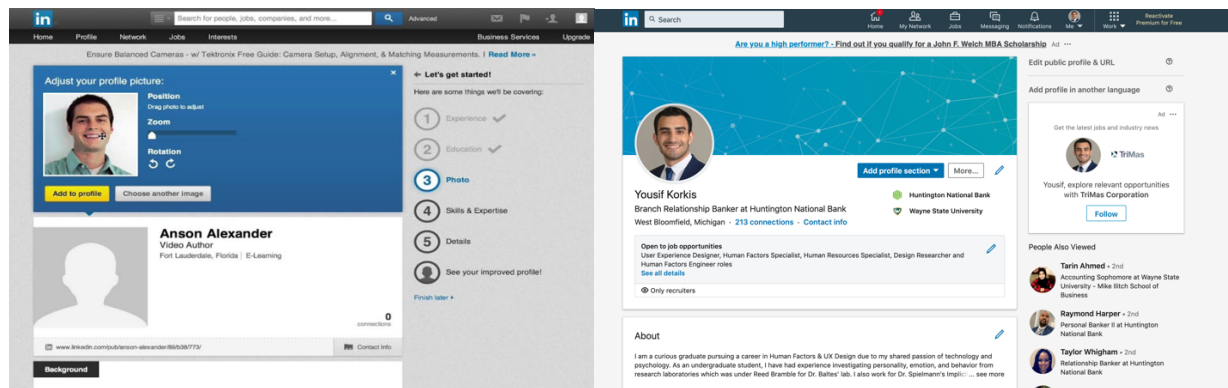 in
Search for people, jobs, companies, and more...
Advanced
Home Profile Network Jobs Interests
Business Services Upgrade
Ensure Balanced Cameras - w/ Tektronix Free Guide: Camera Setup, Alignment, & Matching Measurements. | Read More »
Adjust your profile picture:
×
Position
Drag photo to adjust
Zoom
Rotation
Add to profile
Choose another image
Anson Alexander
Video Author
Fort Lauderdale, Florida | E-Learning
0
connections
Contact Info
Background
Let's get started!
Here are some things we'll be covering:
1 Experience
2 Education
3 Photo
4 Skills & Expertise
5 Details
See your improved profile!
Finish later
in
Search
Home My Network Jobs Messaging Notifications Me Work
Reactivate
Premium for Free
Are you a high performer? - Find out if you qualify for a John F. Welch MBA Scholarship Ad ...
Add profile section
More...
Yousif Korkis
Branch Relationship Banker at Huntington National Bank
West Bloomfield, Michigan · 213 connections · Contact info
Huntington National Bank
Wayne State University
Open to job opportunities
User Experience Designer, Human Factors Specialist, Human Resources Specialist, Design Researcher and
Human Factors Engineer roles
See all details
Only recruiters
About
I am a curious graduate pursuing a career in Human Factors & UX Design due to my shared passion of technology and
psychology. As an undergraduate student, I have had experience investigating personality, emotion, and behavior from
research laboratories which was under Reed Bramble for Dr. Baltes' lab. I also work for Dr. Spielmann's Implic... see more
Edit public profile & URL
Add profile in another language
Ad ...
Get the latest jobs and industry news
TriMas
Yousif, explore relevant opportunities
with TriMas Corporation
Follow
People Also Viewed
Tarin Ahmed • 2nd
Accounting Sophomore at Wayne State
University - Mike Ilitch School of
Business
Raymond Harper • 2nd
Personal Banker II at Huntington
National Bank
Taylor Whigham • 2nd
Relationship Banker at Huntington
National Bank